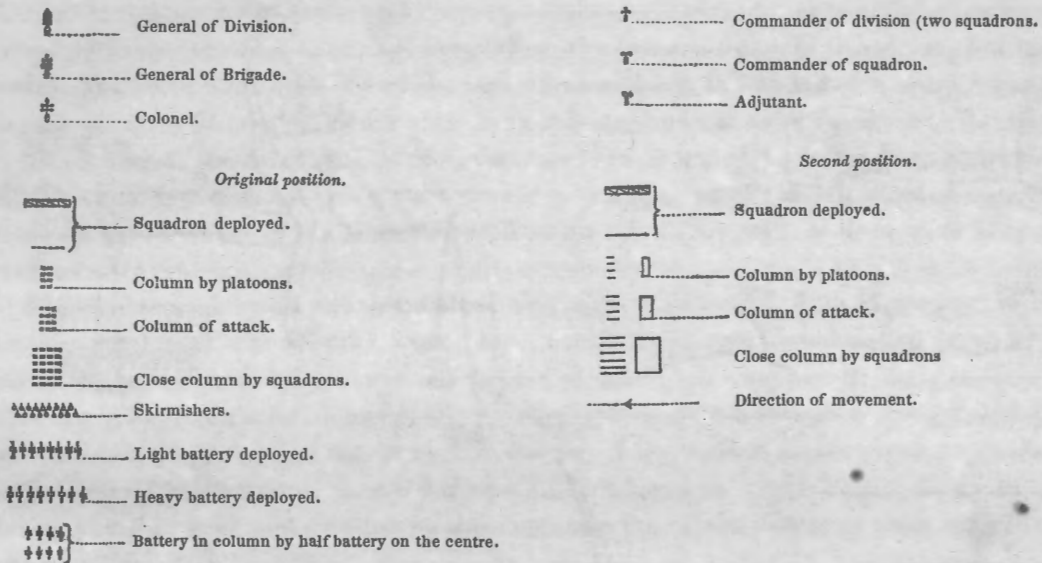 General of Division.
General of Brigade.
Colonel.
Original position.
Squadron deployed.
Column by platoons.
Column of attack.
Close column by squadrons.
Skirmishers.
Light battery deployed.
Heavy battery deployed.
Battery in column by half battery on the centre.
Commander of division (two squadrons.
Commander of squadron.
Adjutant.
Second position.
Squadron deployed.
Column by platoons.
Column of attack.
Close column by squadrons
Direction of movement.